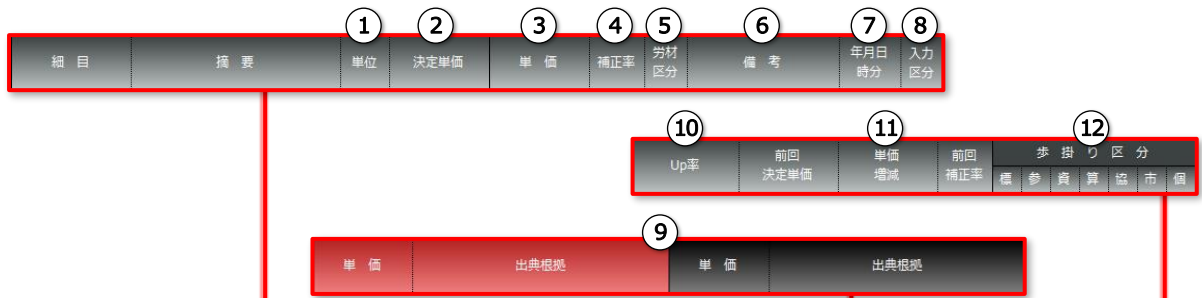 ① ② ③ ④ ⑤ ⑥ ⑦ ⑧
細 目 摘 要 単位 決定単価 単 価 補正率 労材 備 考 年月日 入力
区分 時分 区分
⑩ ⑪ ⑫
Up率 前回 単価 前回 歩 掛 り 区 分
決定単価 増減 補正率 標 参 資 算 協 市 個
⑨
単 価 出典根拠 単 価 出典根拠